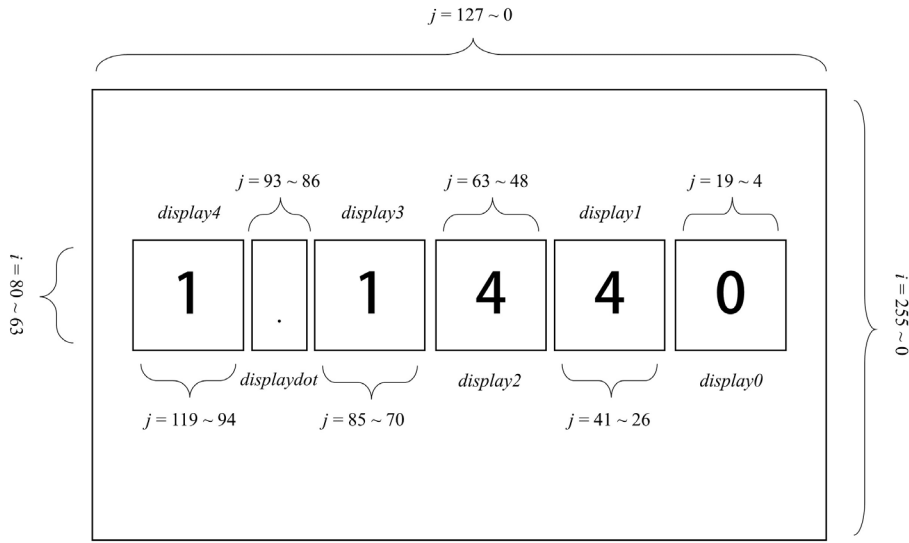 j = 127 ~ 0
j = 93 ~ 86
j = 63 ~ 48
j = 19 ~ 4
display4
display3
display1
i = 80 ~ 63
1
.
1
4
4
0
i = 255 ~ 0
displaydot
display2
display0
j = 119 ~ 94
j = 85 ~ 70
j = 41 ~ 26